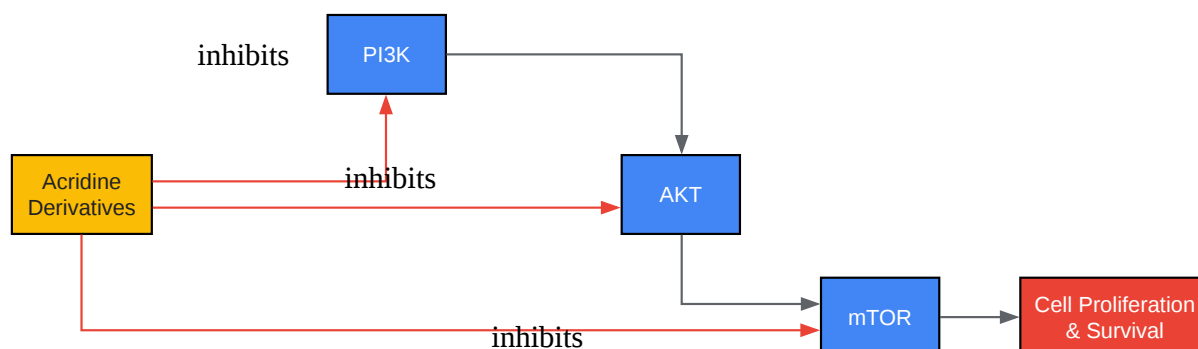 inhibits
PI3K
Acridine
Derivatives
inhibits
AKT
inhibits
mTOR
Cell Proliferation
& Survival